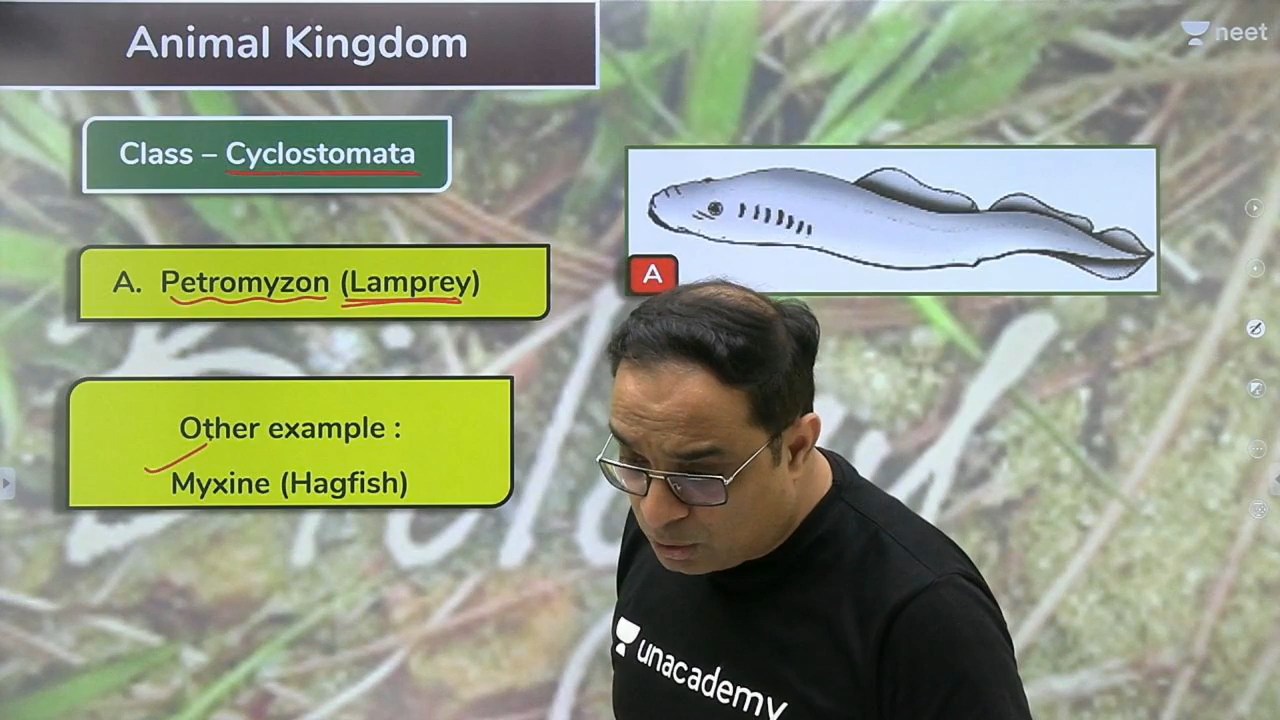 Animal Kingdom
neet
Class – Cyclostomata
A. Petromyzon (Lamprey)
A
Other example :
Myxine (Hagfish)
unacademy